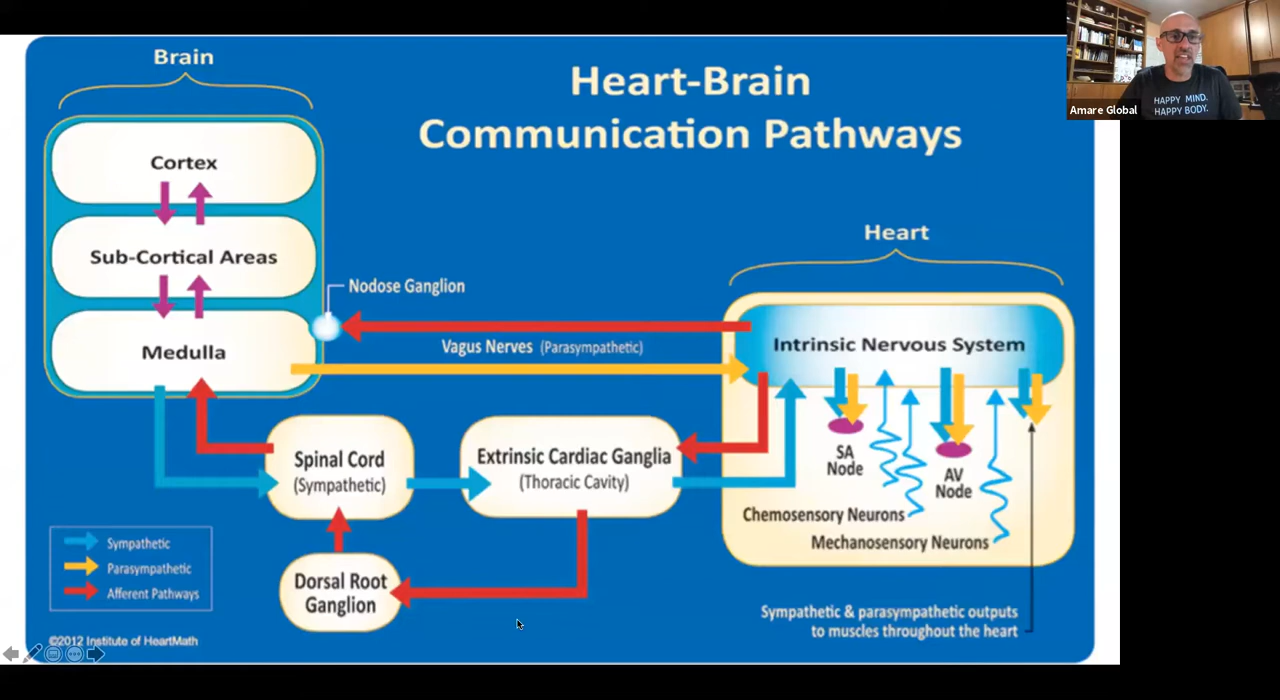 Brain
Heart-Brain
Communication Pathways
Amare Global
HAPPY MIND.
HAPPY BODY.
Cortex
Sub-Cortical Areas
Medulla
Nodose Ganglion
Vagus Nerves (Parasympathetic)
Heart
Intrinsic Nervous System
SA
Node
AV
Node
Chemosensory Neurons
Mechanosensory Neurons
Spinal Cord
(Sympathetic)
Extrinsic Cardiac Ganglia
(Thoracic Cavity)
Dorsal Root
Ganglion
Sympathetic
Parasympathetic
Afferent Pathways
Sympathetic & parasympathetic outputs
to muscles throughout the heart
©2012 Institute of HeartMath